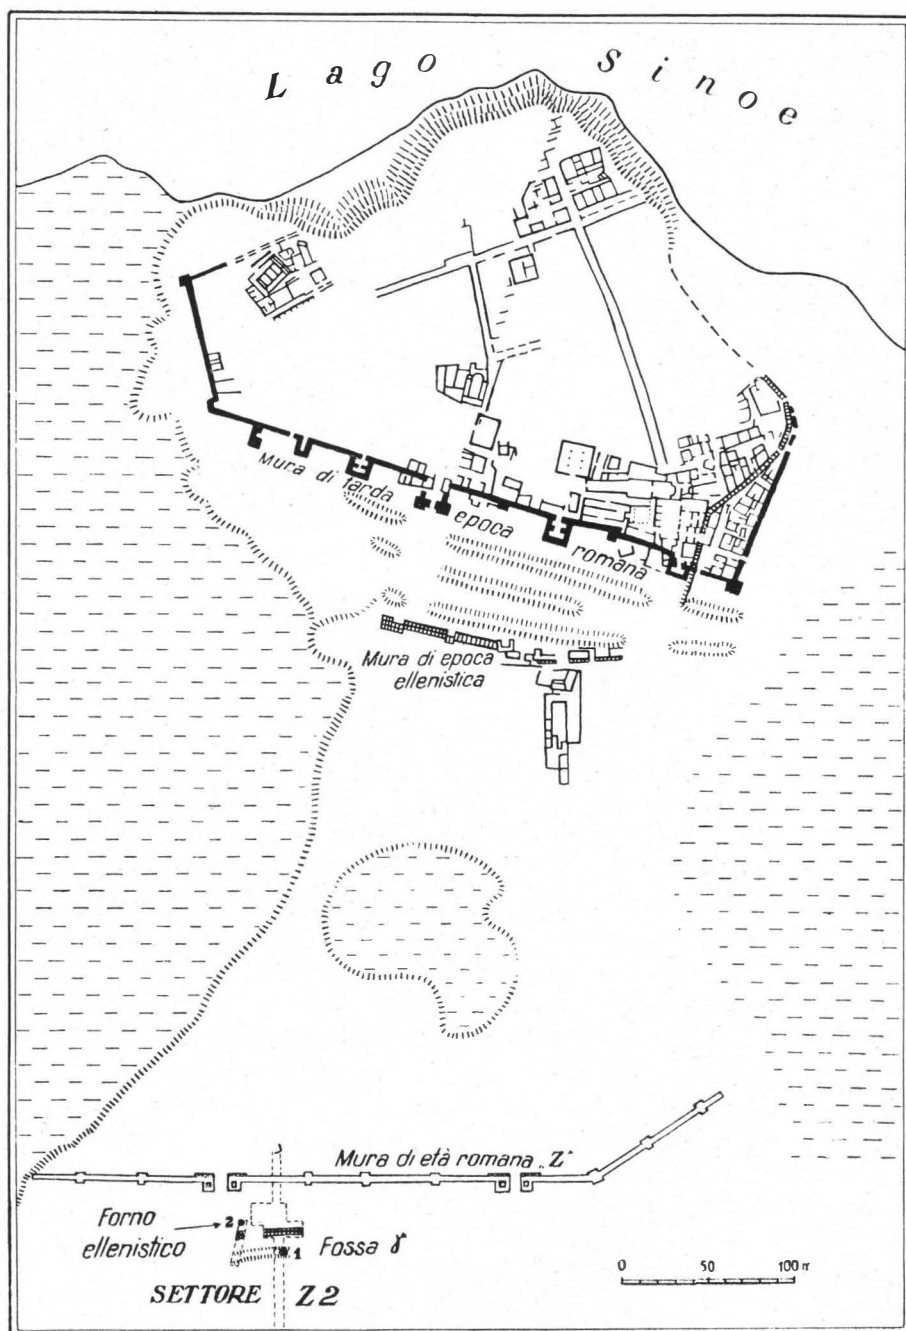 Lago Sinoe
Mura di tarda
epoca
romana
Mura di epoca
ellenistica
Mura di età romana „Z"
Forno
ellenistico
2
1
Fossa γ
SETTORE Z2
0 50 100 m